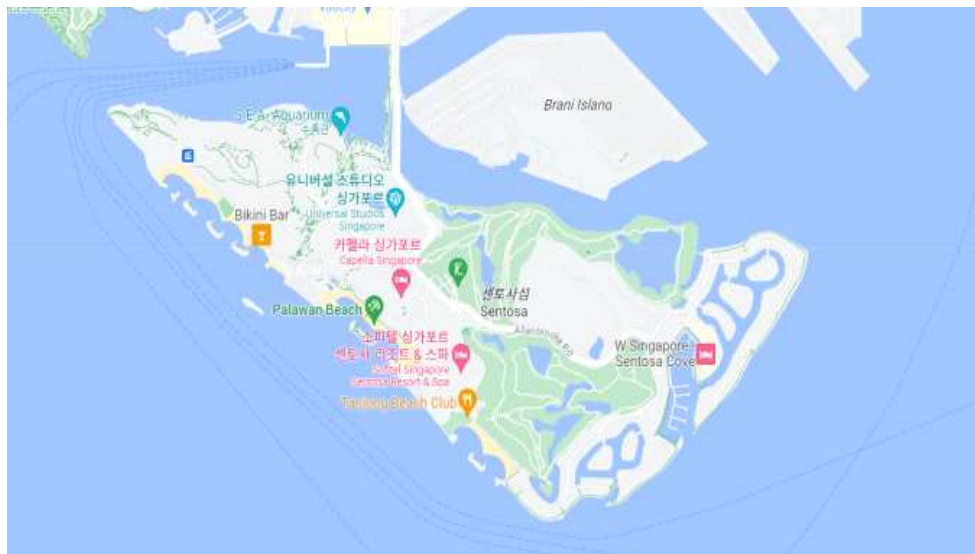 Brani Island
S.E.A. Aquarium
수족관
유니버셜 스튜디오
싱가포르
Universal Studios
Singapore
Bikini Bar
카펠라 싱가포르
Capella Singapore
센토사섬
Sentosa
Palawan Beach
Allanbrooke Rd
소피텔 싱가포르
센토사 리조트 & 스파
Sofitel Singapore
Sentosa Resort & Spa
W Singapore -
Sentosa Cove
Tanjong Beach Club